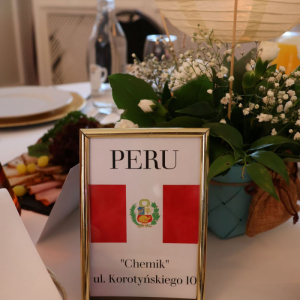 PERU
"Chemik"
ul. Korotyńskiego 10